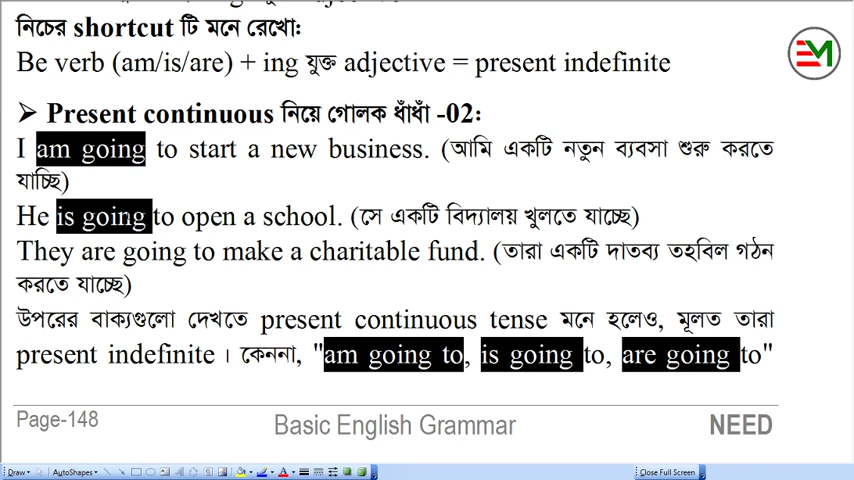 নিচের shortcut টি মনে রেখো:
Be verb (am/is/are) + ing যুক্ত adjective = present indefinite
➢ Present continuous নিয়ে গোলক ধাঁধাঁ -02:
I am going to start a new business. (আমি একটি নতুন ব্যবসা শুরু করতে
যাচ্ছি)
He is going to open a school. (সে একটি বিদ্যালয় খুলতে যাচ্ছে)
They are going to make a charitable fund. (তারা একটি দাতব্য তহবিল গঠন
করতে যাচ্ছে)
উপরের বাক্যগুলো দেখতে present continuous tense মনে হলেও, মূলত তারা
present indefinite । কেননা, "am going to, is going to, are going to"
Page-148 Basic English Grammar NEED
Draw AutoShapes Close Full Screen